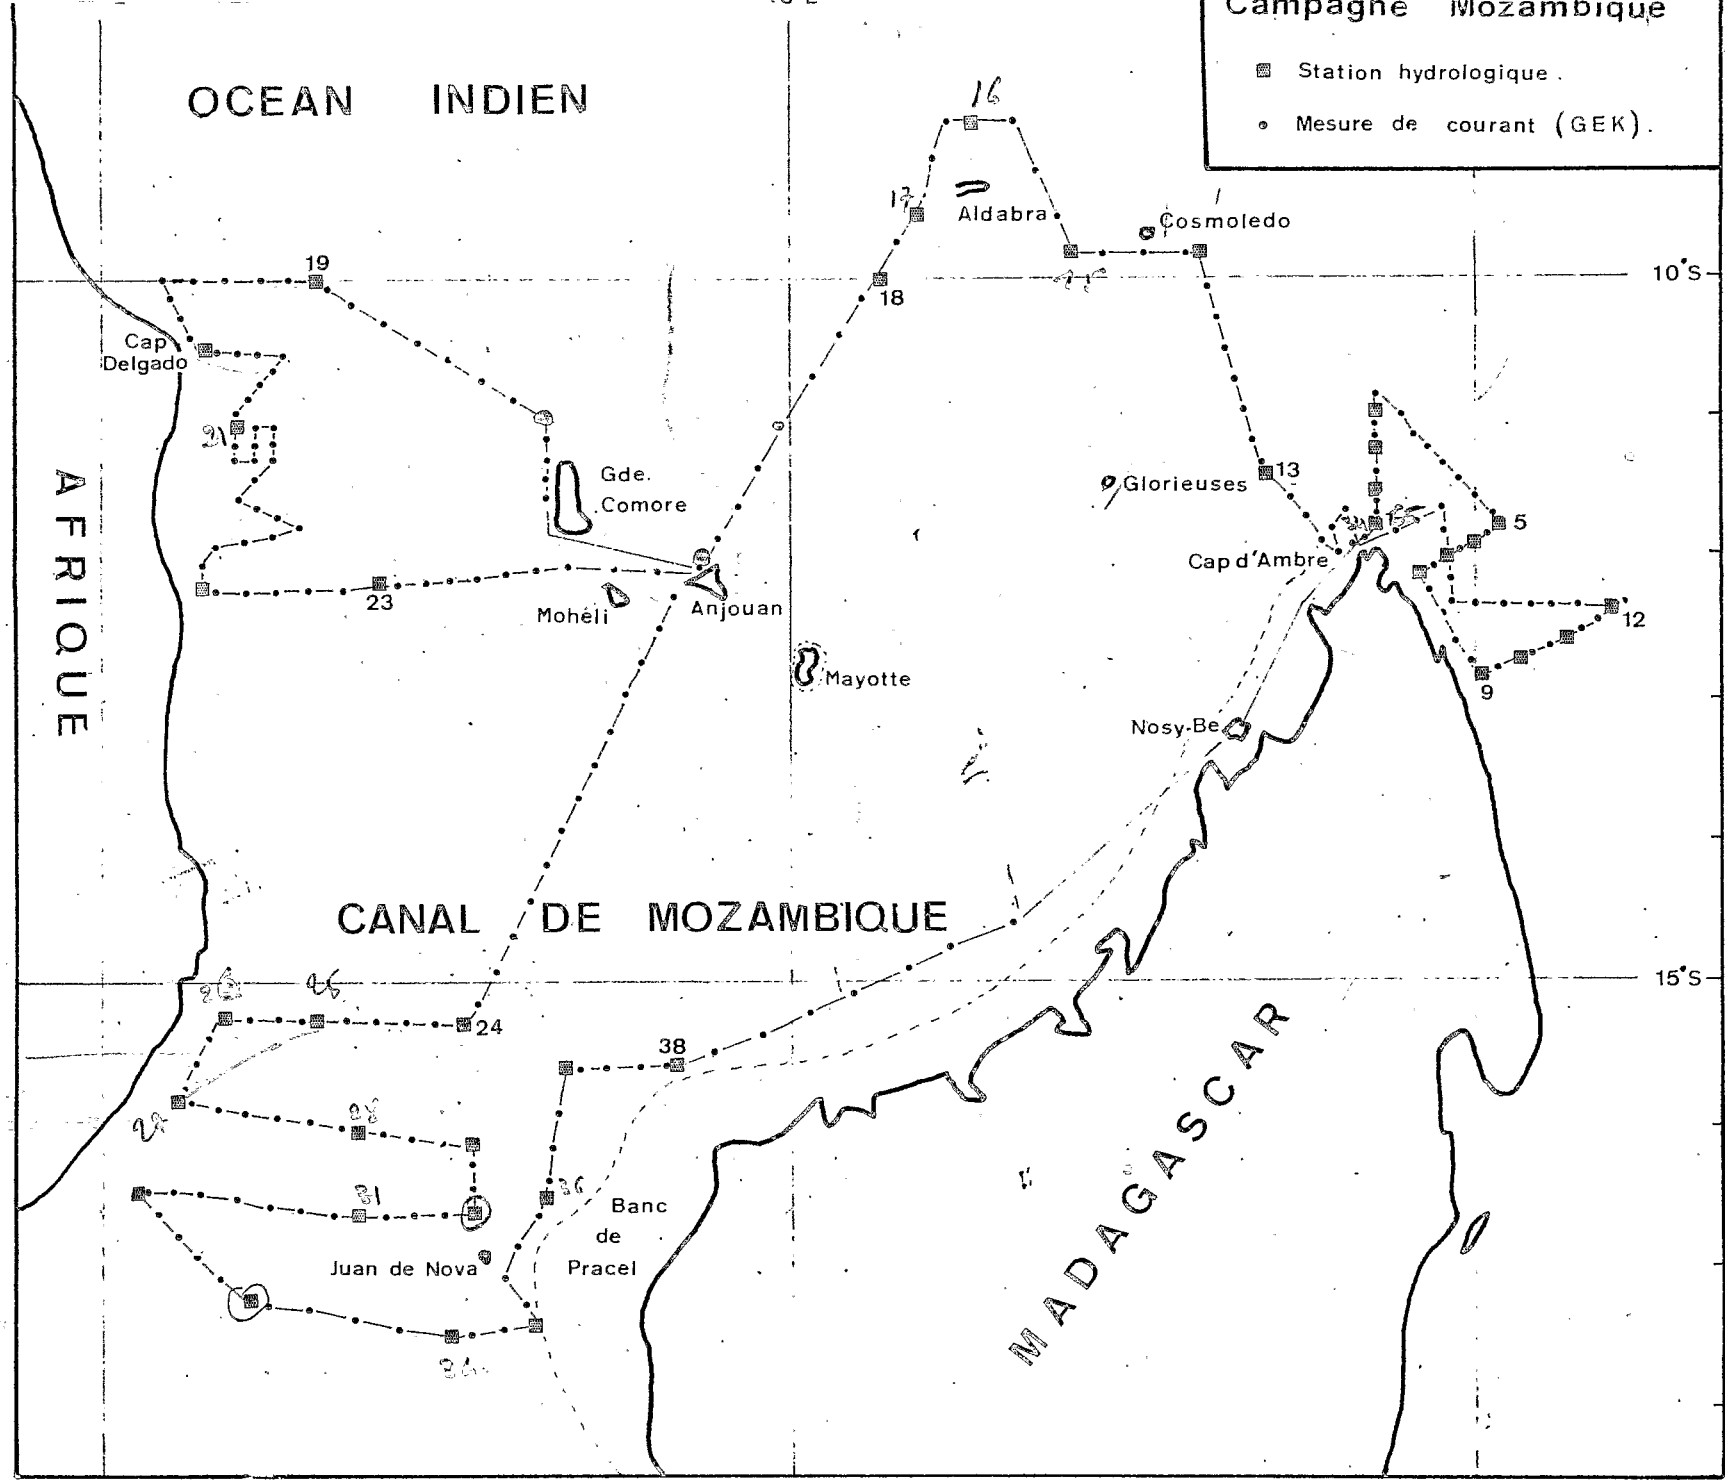 Campagne Mozambique
Station hydrologique.
Mesure de courant (GEK).
OCEAN INDIEN
16
17
Aldabra
Cosmoledo
10°S
19
18
Cap
Delgado
21
Gde.
Comore
13
Glorieuses
5
Cap d'Ambre
23
Mohéli
Anjouan
12
Mayotte
9
Nosy-Be
AFRIQUE
CANAL DE MOZAMBIQUE
15°S
26
24
38
28
31
36
Banc
de
Pracel
Juan de Nova
MADAGASCAR